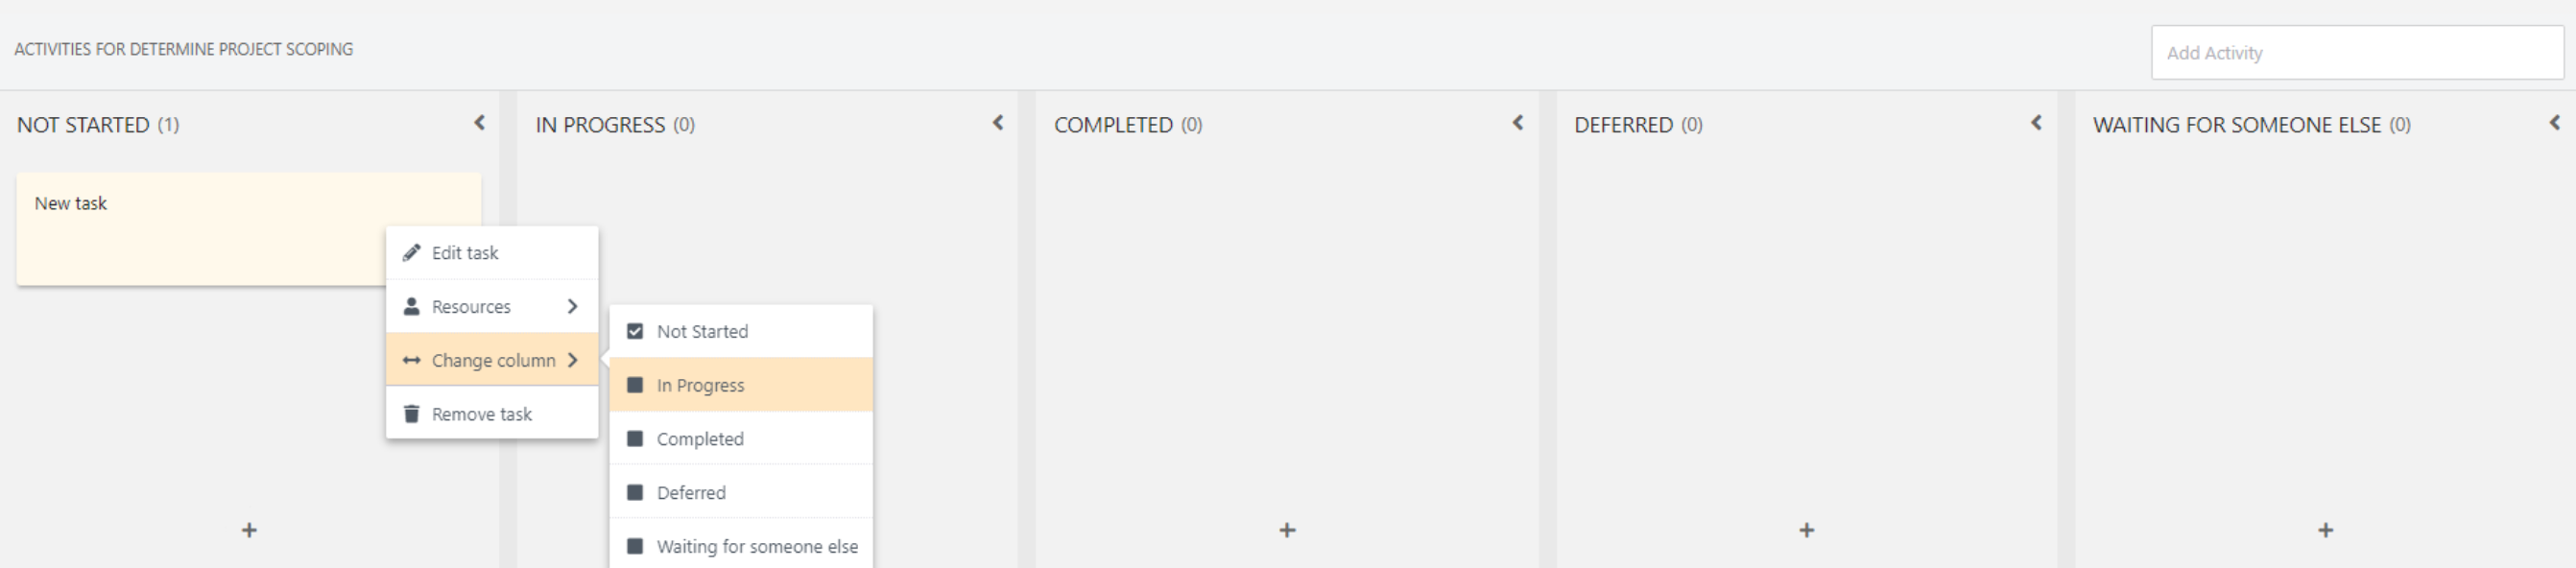 ACTIVITIES FOR DETERMINE PROJECT SCOPING
Add Activity
NOT STARTED (1)
IN PROGRESS (0)
COMPLETED (0)
DEFERRED (0)
WAITING FOR SOMEONE ELSE (0)
New task
Edit task
Resources
Change column
Remove task
Not Started
In Progress
Completed
Deferred
Waiting for someone else